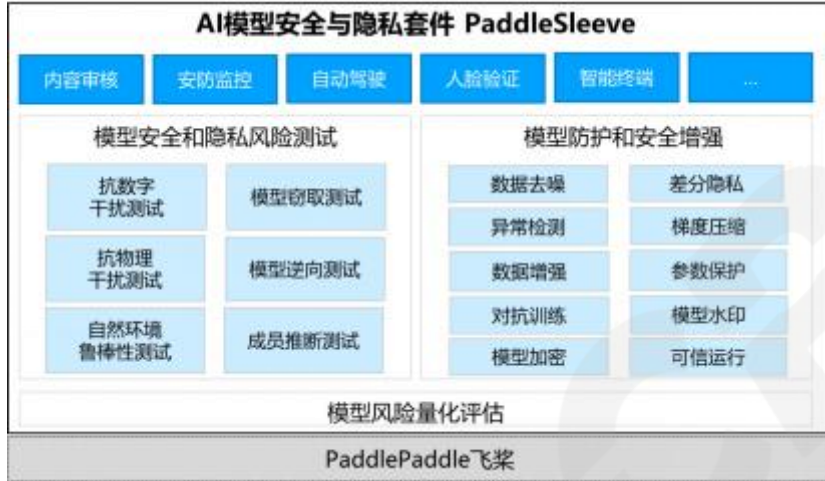 AI模型安全与隐私套件 PaddleSleeve
内容审核 安防监控 自动驾驶 人脸验证 智能终端 ...
模型安全和隐私风险测试
抗数字
干扰测试
模型窃取测试
抗物理
干扰测试
模型逆向测试
自然环境
鲁棒性测试
成员推断测试
模型防护和安全增强
数据去噪 差分隐私
异常检测 梯度压缩
数据增强 参数保护
对抗训练 模型水印
模型加密 可信运行
模型风险量化评估
PaddlePaddle飞桨